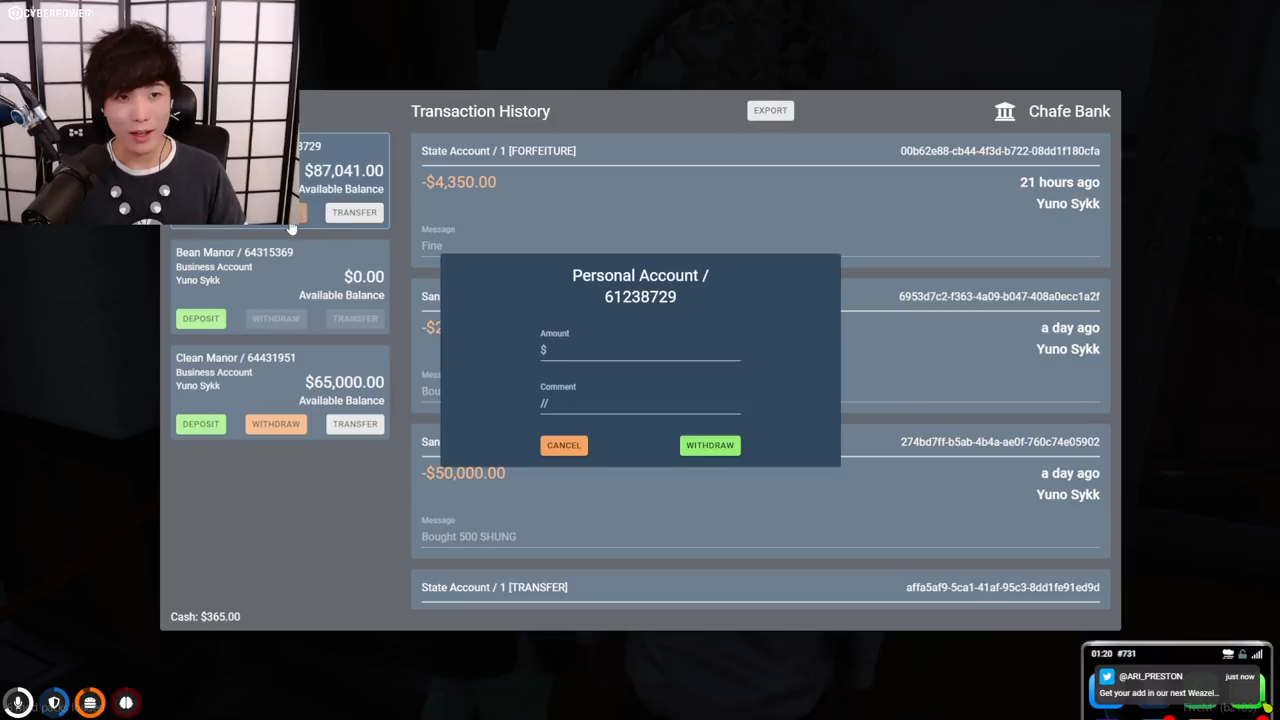 CYBERPOWER
Transaction History
EXPORT
Chafe Bank
8729
$87,041.00
Available Balance
TRANSFER
Bean Manor / 64315369
Business Account
Yuno Sykk
$0.00
Available Balance
DEPOSIT
WITHDRAW
TRANSFER
Clean Manor / 64431951
Business Account
Yuno Sykk
$65,000.00
Available Balance
DEPOSIT
WITHDRAW
TRANSFER
Cash: $365.00
State Account / 1 [FORFEITURE]
00b62e88-cb44-4f3d-b722-08dd1f180cfa
-$4,350.00
21 hours ago
Yuno Sykk
Message
Fine
San
6953d7c2-f363-4a09-b047-408a0ecc1a2f
-$2
a day ago
Yuno Sykk
Mess
Bou
San
274bd7ff-b5ab-4b4a-ae0f-760c74e05902
-$50,000.00
a day ago
Yuno Sykk
Message
Bought 500 SHUNG
State Account / 1 [TRANSFER]
affa5af9-5ca1-41af-95c3-8dd1fe91ed9d
Personal Account /
61238729
Amount
$
Comment
//
CANCEL
WITHDRAW
01:20 #731
@ARI_PRESTON
just now
Get your add in our next Weazel...